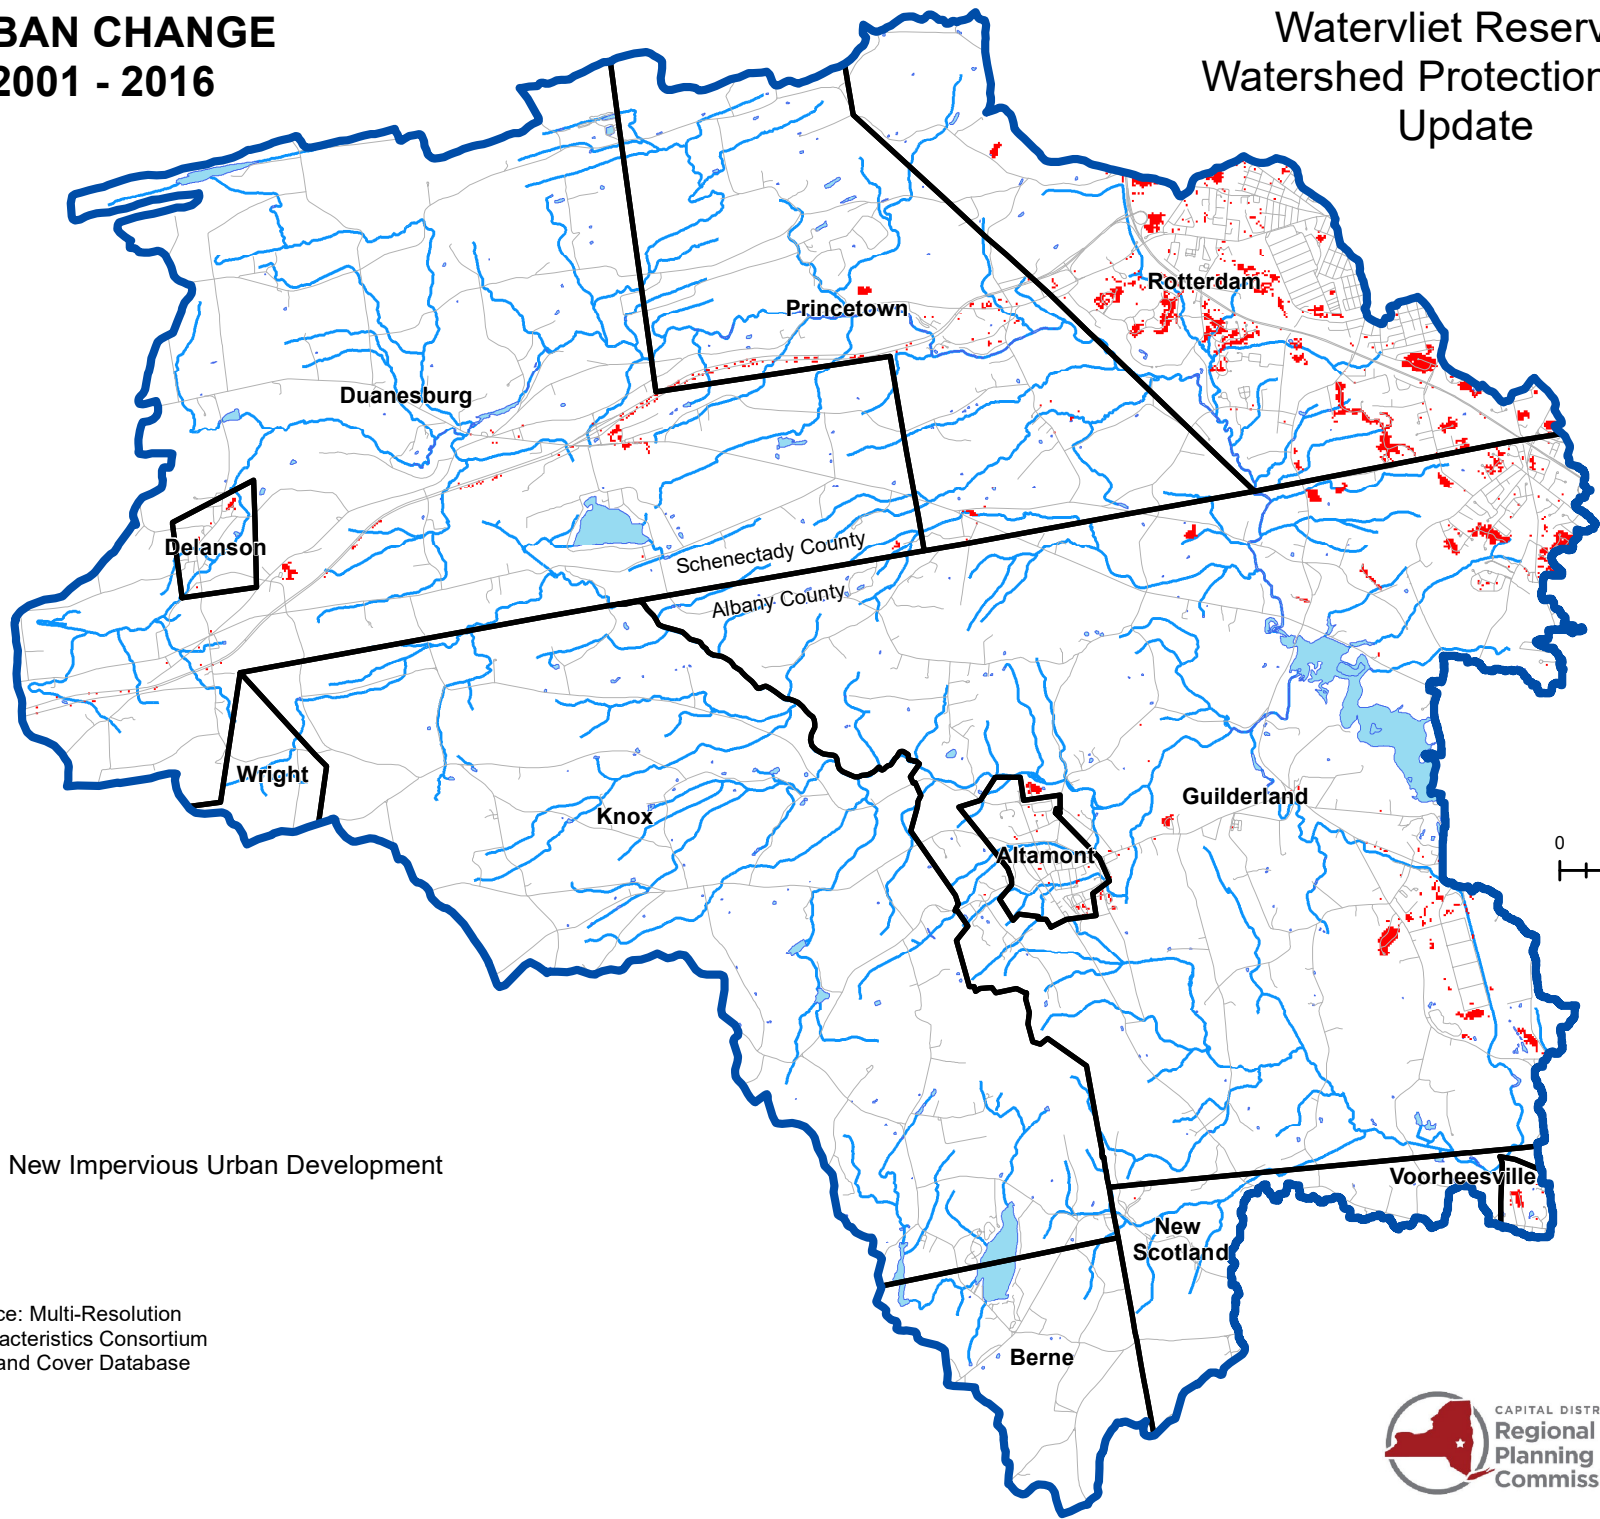 BAN CHANGE
2001 - 2016
Watervliet Reserv
Watershed Protection
Update
Rotterdam
Princetown
Duanesburg
Delanson
Schenectady County
Albany County
Wright
Knox
Guilderland
Altamont
0
New Impervious Urban Development
Voorheesville
New
Scotland
ce: Multi-Resolution
acteristics Consortium
and Cover Database
Berne
CAPITAL DISTR
Regional
Planning
Commiss